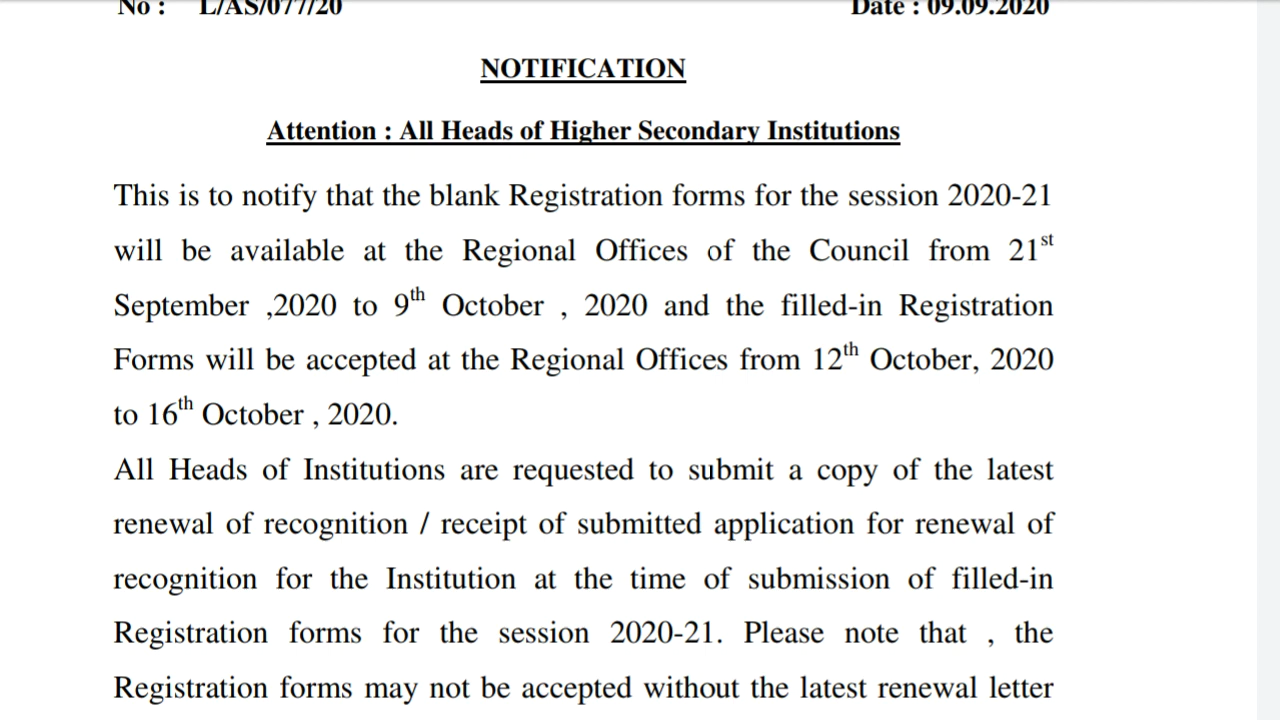 No : L/AS/077/20 Date : 09.09.2020
NOTIFICATION
Attention : All Heads of Higher Secondary Institutions
This is to notify that the blank Registration forms for the session 2020-21
will be available at the Regional Offices of the Council from 21st
September ,2020 to 9th October , 2020 and the filled-in Registration
Forms will be accepted at the Regional Offices from 12th October, 2020
to 16th October , 2020.
All Heads of Institutions are requested to submit a copy of the latest
renewal of recognition / receipt of submitted application for renewal of
recognition for the Institution at the time of submission of filled-in
Registration forms for the session 2020-21. Please note that , the
Registration forms may not be accepted without the latest renewal letter